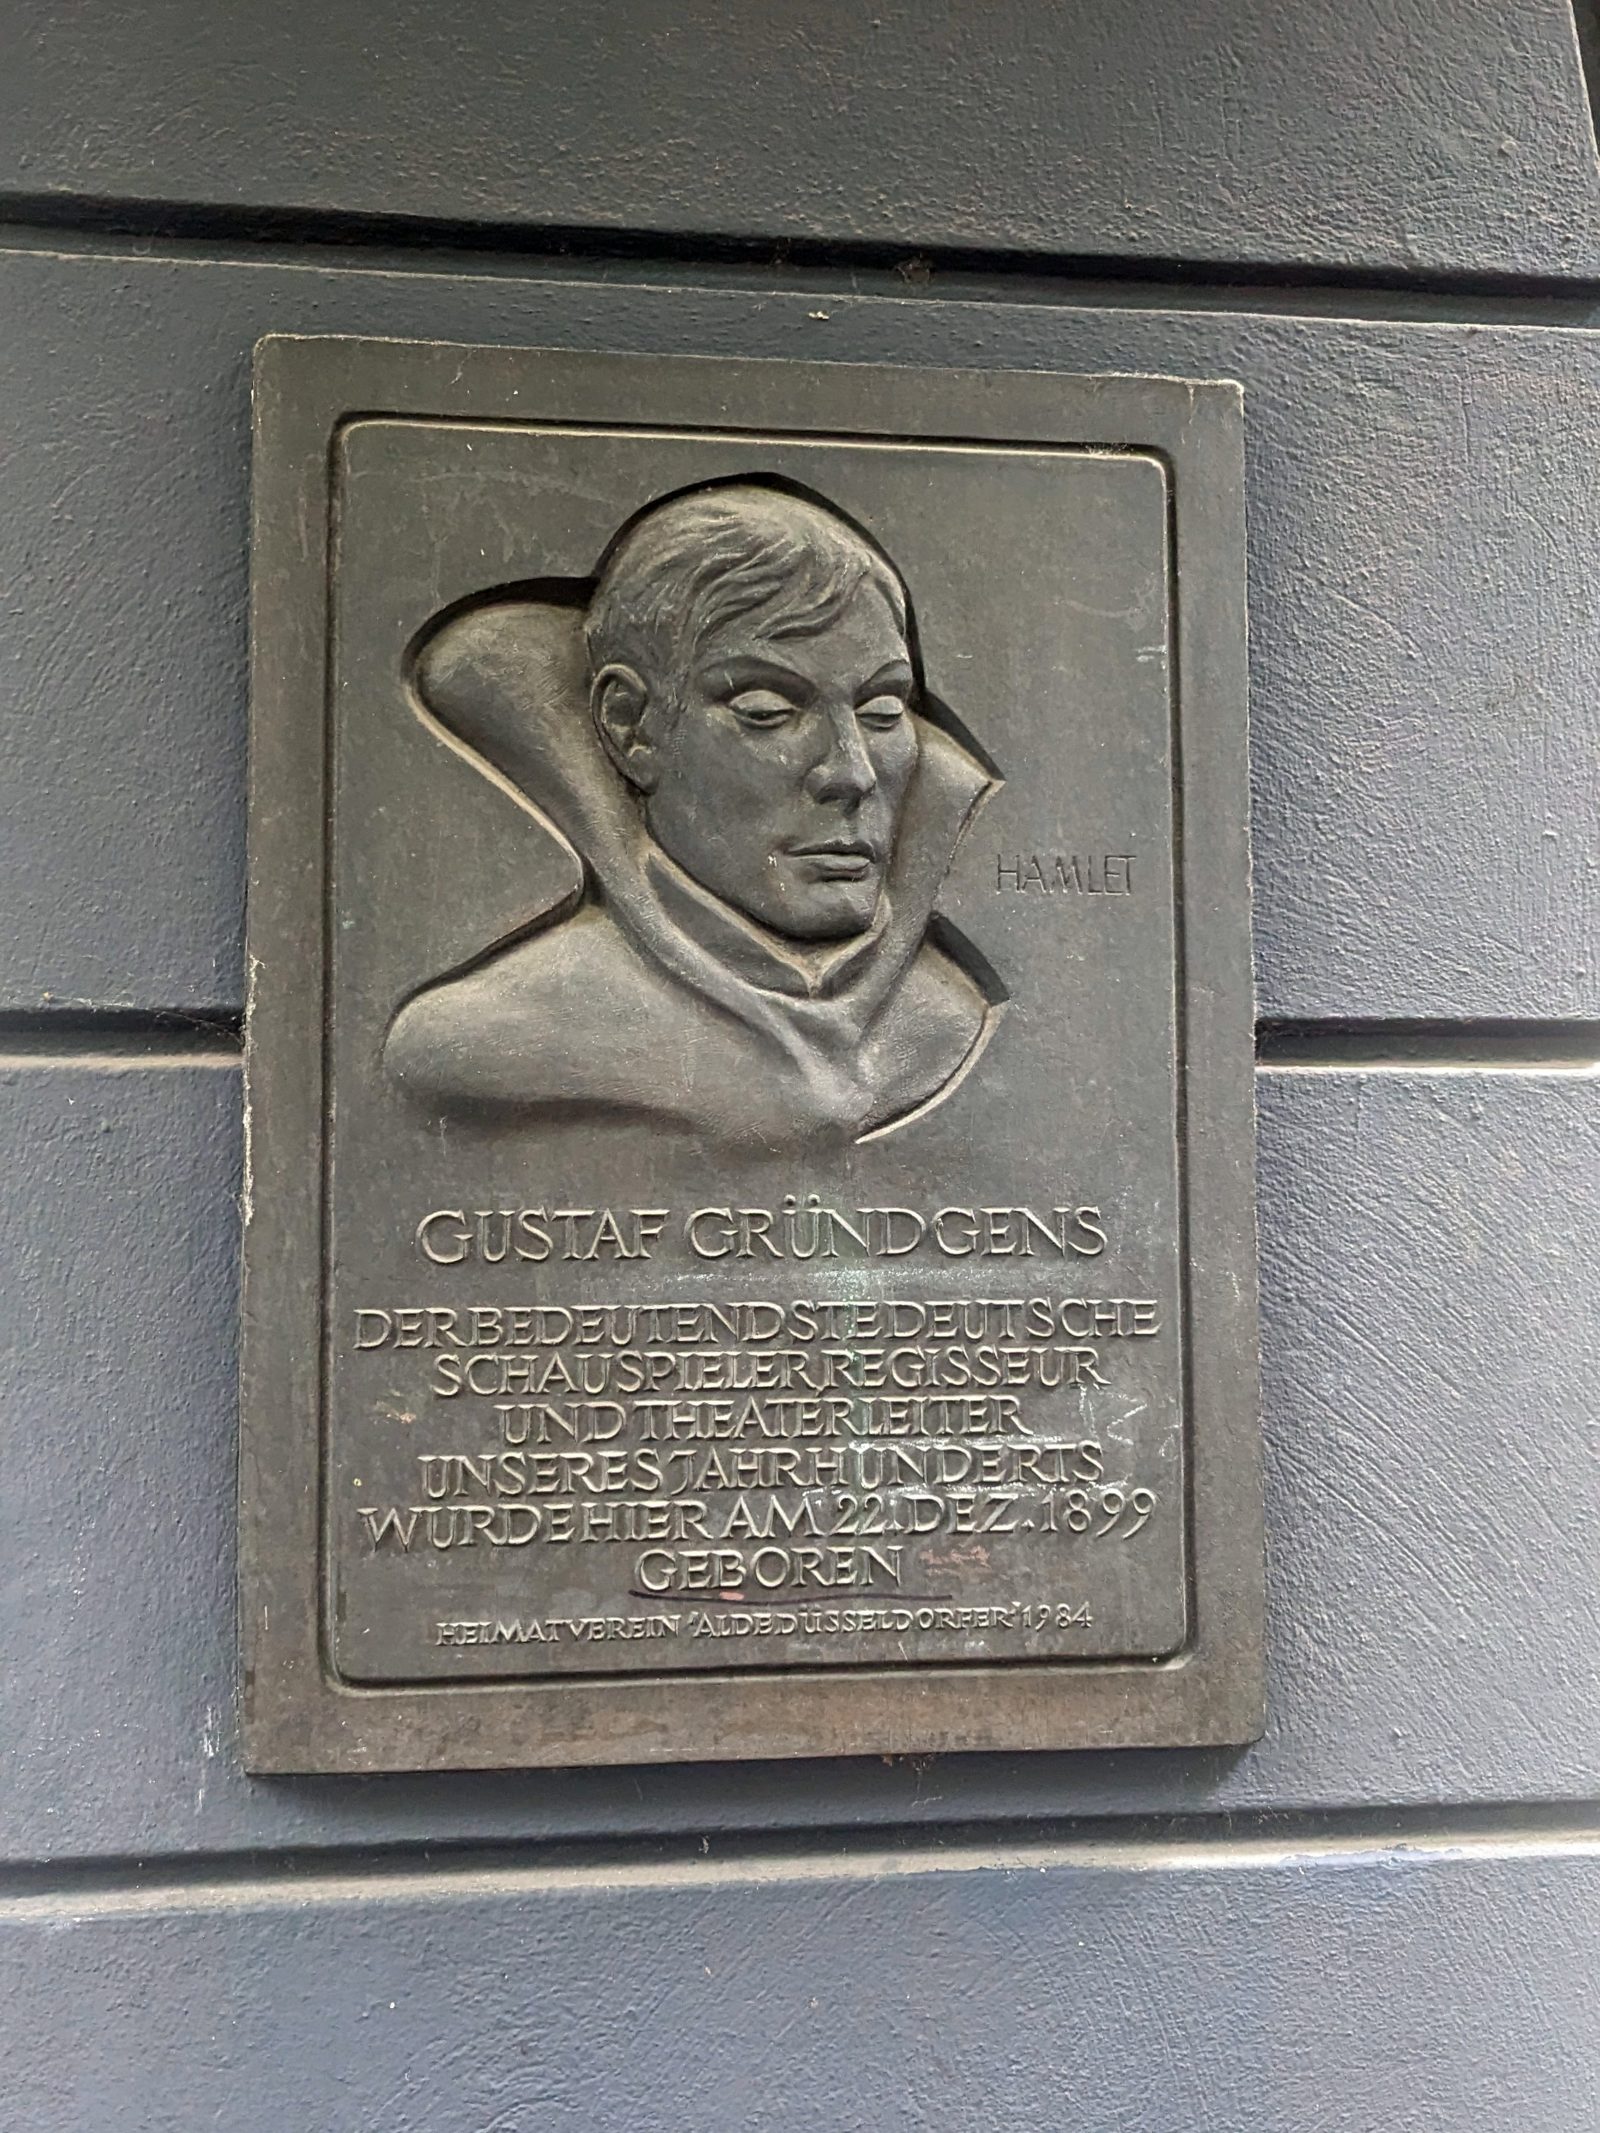 HAMLET
GUSTAF GRÜNDGENS
DER BEDEUTENDSTE DEUTSCHE
SCHAUSPIELER, REGISSEUR
UND THEATERLEITER
UNSERES JAHRHUNDERTS
WURDE HIER AM 22. DEZ. 1899
GEBOREN
HEIMATVEREIN "ALDE DÜSSELDORFER" 1984